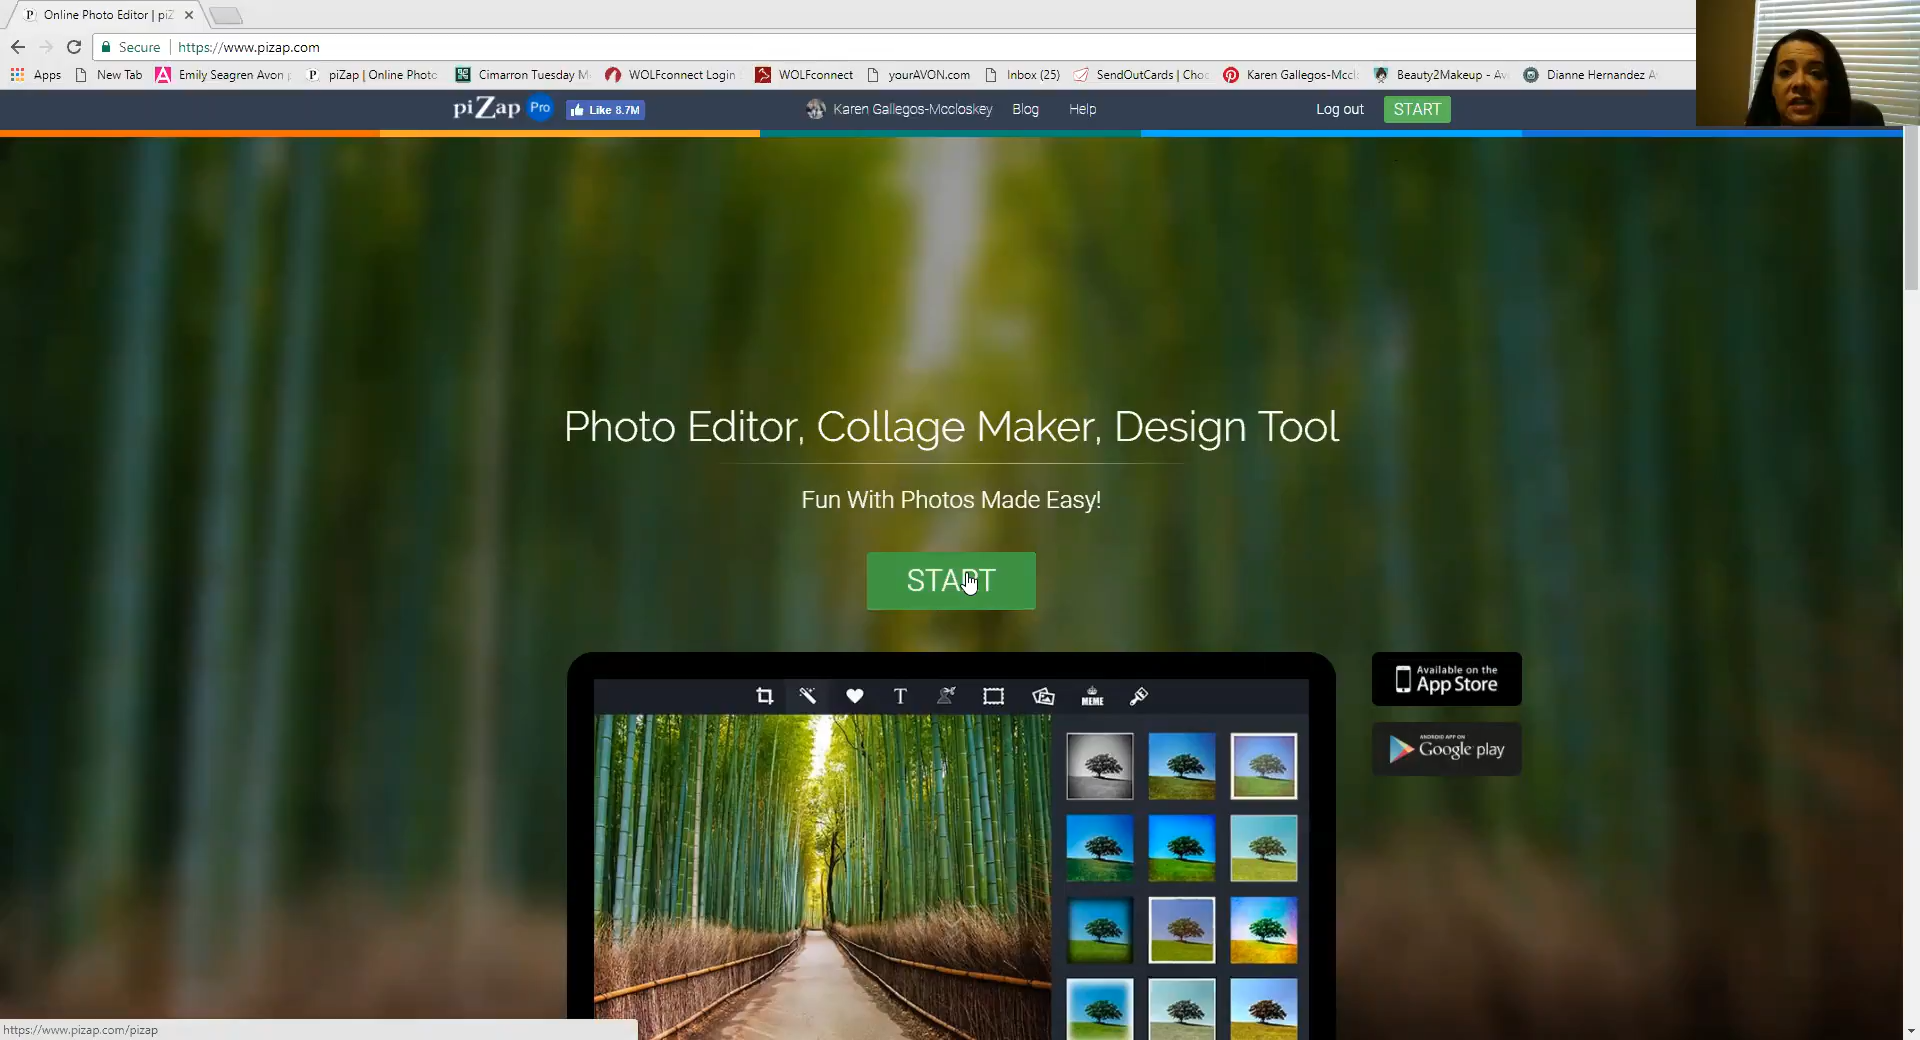 Online Photo Editor | piZ
Secure https://www.pizap.com
Apps New Tab Emily Seagren Avon piZap | Online Photo Cimarron Tuesday M WOLFconnect Login WOLFconnect yourAVON.com Inbox (25) SendOutCards | Cho Karen Gallegos-Mccl Beauty2Makeup - Av Dianne Hernandez A
piZap Pro Like 8.7M Karen Gallegos-Mccloskey Blog Help Log out START
Photo Editor, Collage Maker, Design Tool
Fun With Photos Made Easy!
START
Available on the
App Store
T MEME
ANDROID APP ON
Google play
https://www.pizap.com/pizap